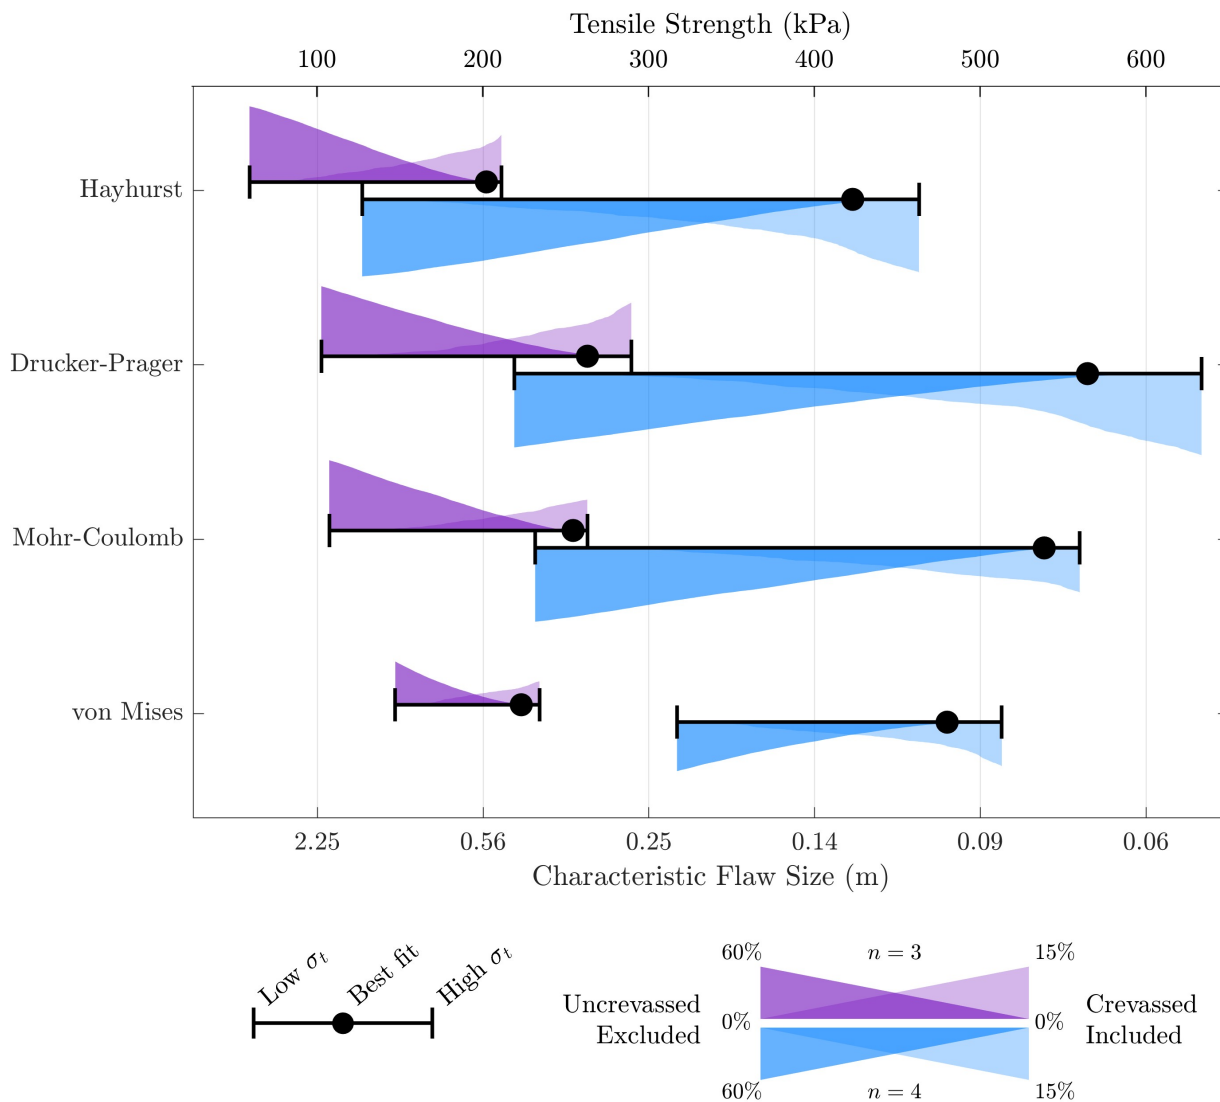 Tensile Strength (kPa)
100 200 300 400 500 600
Hayhurst
Drucker-Prager
Mohr-Coulomb
von Mises
2.25 0.56 0.25 0.14 0.09 0.06
Characteristic Flaw Size (m)
Low σt
Best fit
High σt
60% n = 3 15%
Uncrevassed
Excluded
0% 0%
Crevassed
Included
60% n = 4 15%